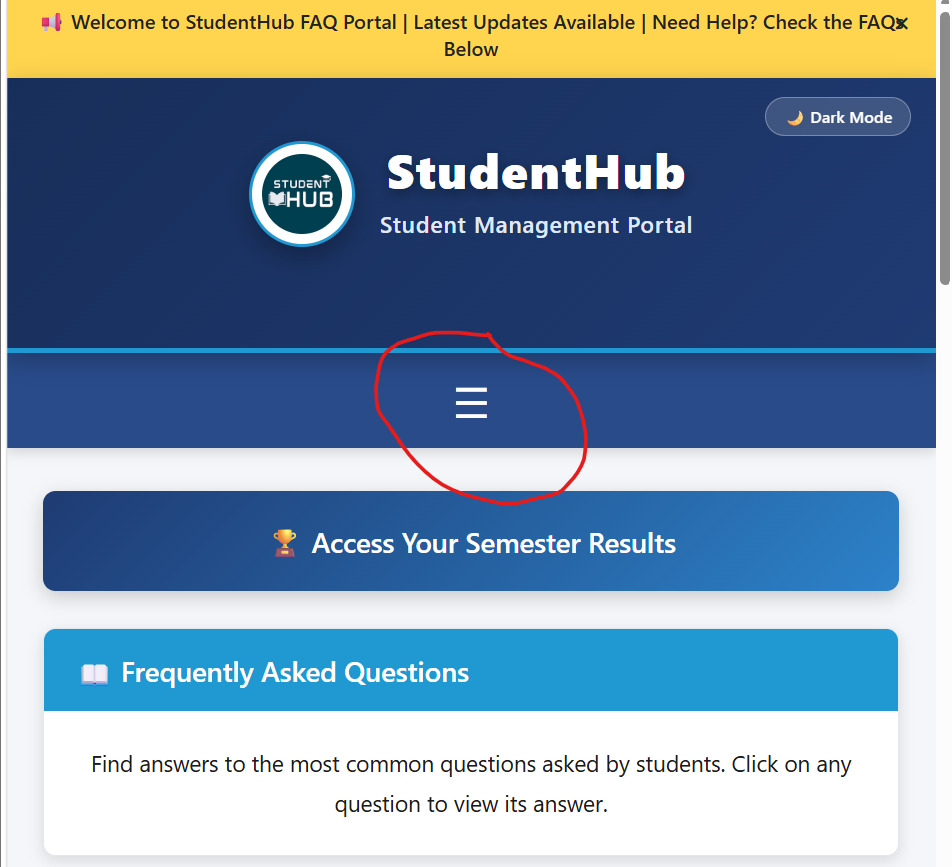 📢 Welcome to StudentHub FAQ Portal | Latest Updates Available | Need Help? Check the FAQs ✕
Below
🌙 Dark Mode
STUDENT
HUB
StudentHub
Student Management Portal
☰
🏆 Access Your Semester Results
📖 Frequently Asked Questions
Find answers to the most common questions asked by students. Click on any
question to view its answer.